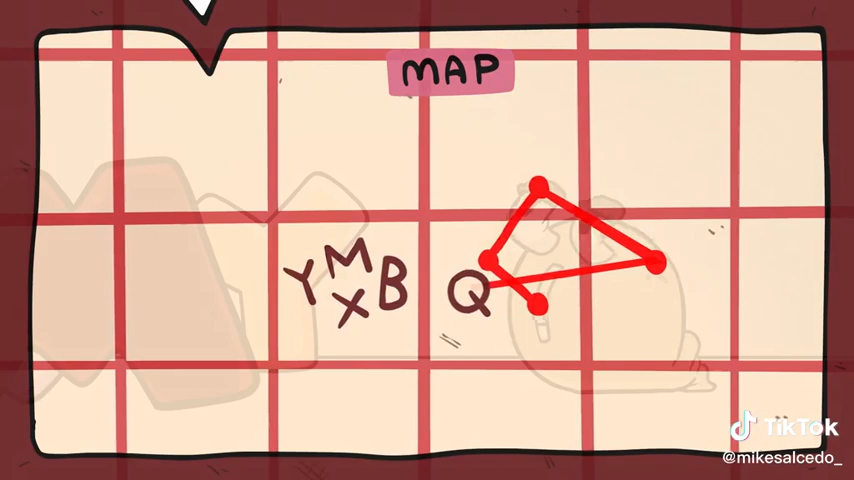 MAP
Y M B
X
Q
TikTok
@mikesalcedo_